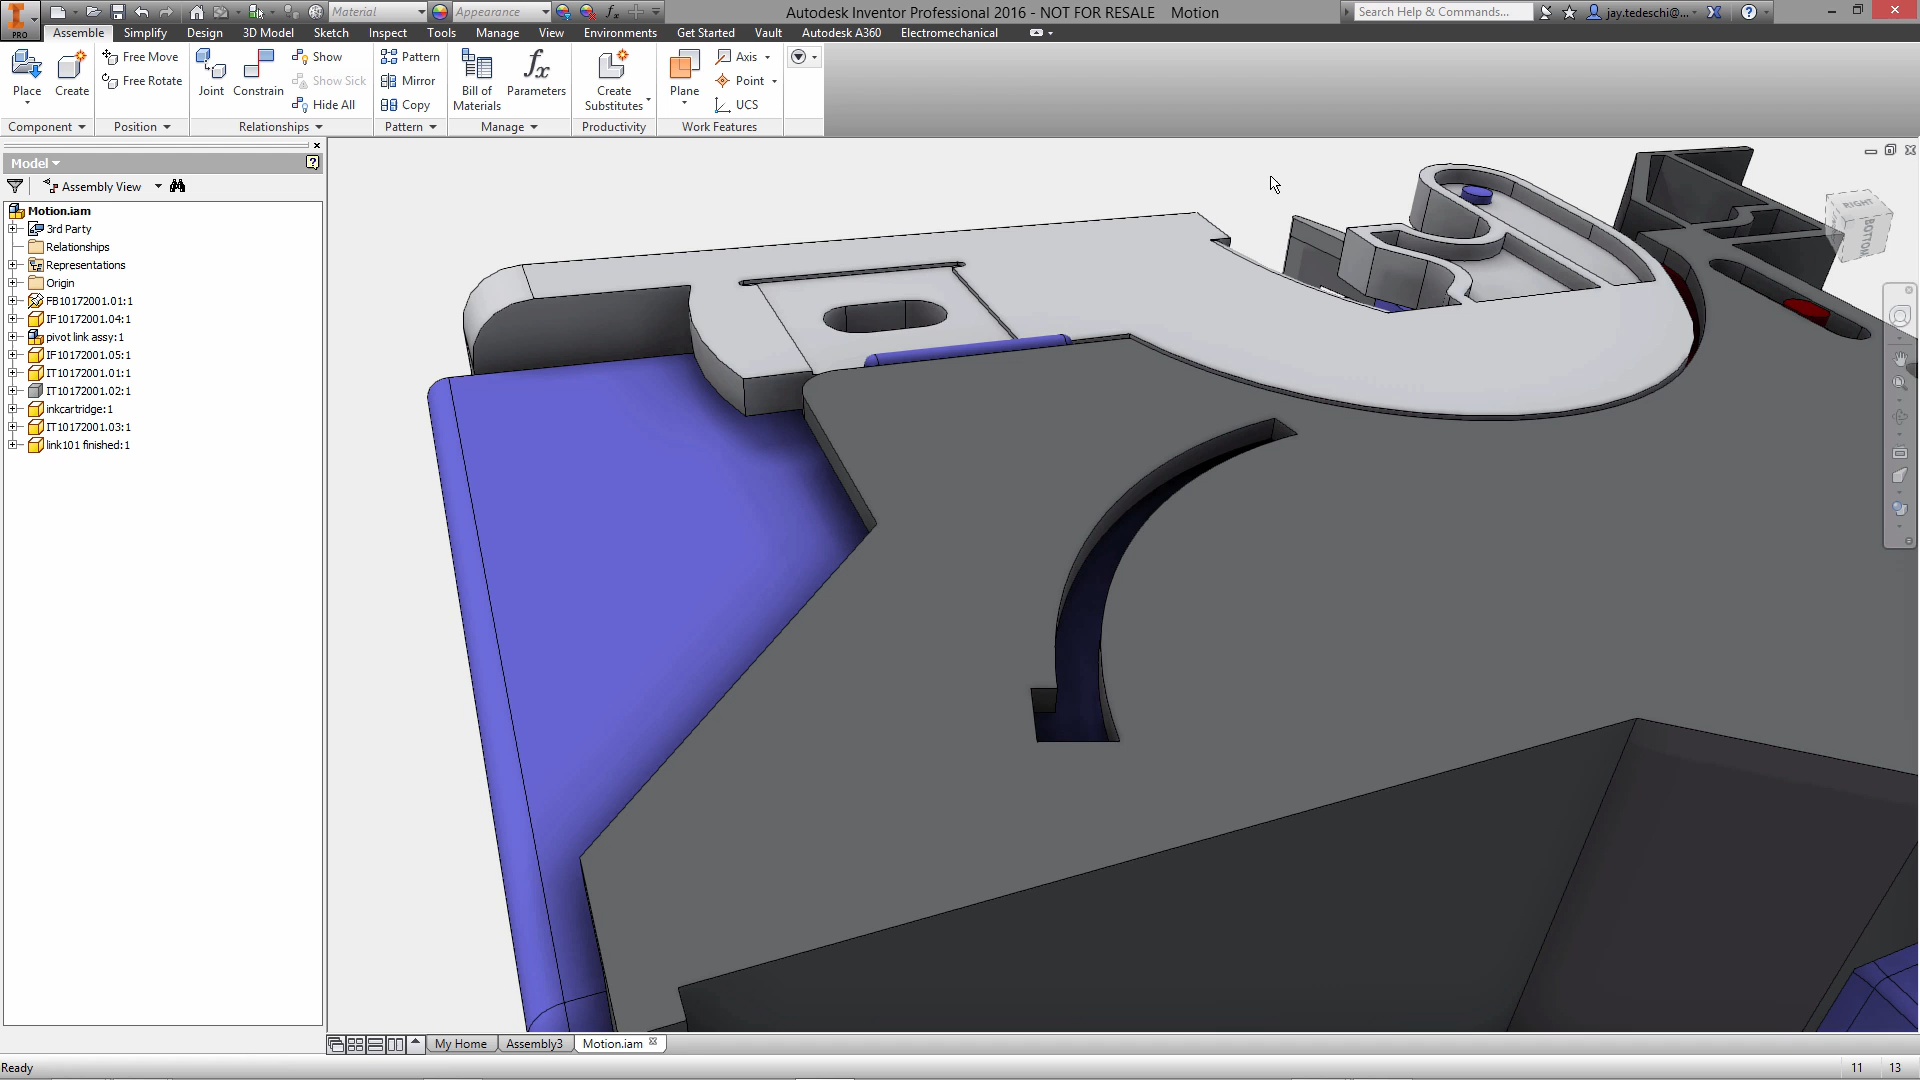 PRO
Material
Appearance
Autodesk Inventor Professional 2016 - NOT FOR RESALE Motion
Search Help & Commands...
jay.tedeschi@...
Assemble Simplify Design 3D Model Sketch Inspect Tools Manage View Environments Get Started Vault Autodesk A360 Electromechanical
Place
Create
Free Move
Free Rotate
Joint
Constrain
Show
Show Sick
Hide All
Pattern
Mirror
Copy
Bill of
Materials
Parameters
Create
Substitutes
Plane
Axis
Point
UCS
Component
Position
Relationships
Pattern
Manage
Productivity
Work Features
Model
Assembly View
Motion.iam
3rd Party
Relationships
Representations
Origin
FB10172001.01:1
IF10172001.04:1
pivot link assy:1
IF10172001.05:1
IT10172001.01:1
IT10172001.02:1
inkcartridge:1
IT10172001.03:1
link101 finished:1
RIGHT
BOTTOM
My Home
Assembly3
Motion.iam
Ready
11 13